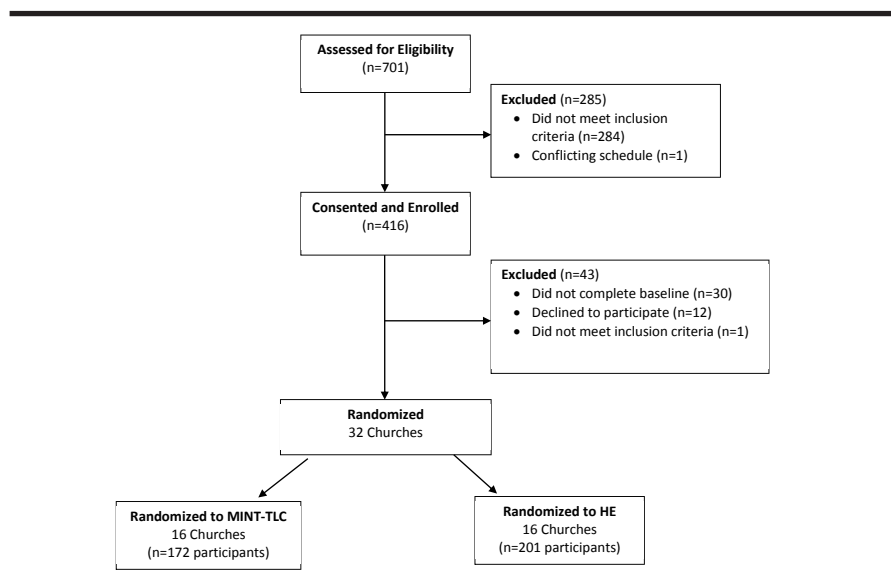 Assessed for Eligibility
(n=701)
Excluded (n=285)
• Did not meet inclusion
criteria (n=284)
• Conflicting schedule (n=1)
Consented and Enrolled
(n=416)
Excluded (n=43)
• Did not complete baseline (n=30)
• Declined to participate (n=12)
• Did not meet inclusion criteria (n=1)
Randomized
32 Churches
Randomized to MINT-TLC
16 Churches
(n=172 participants)
Randomized to HE
16 Churches
(n=201 participants)